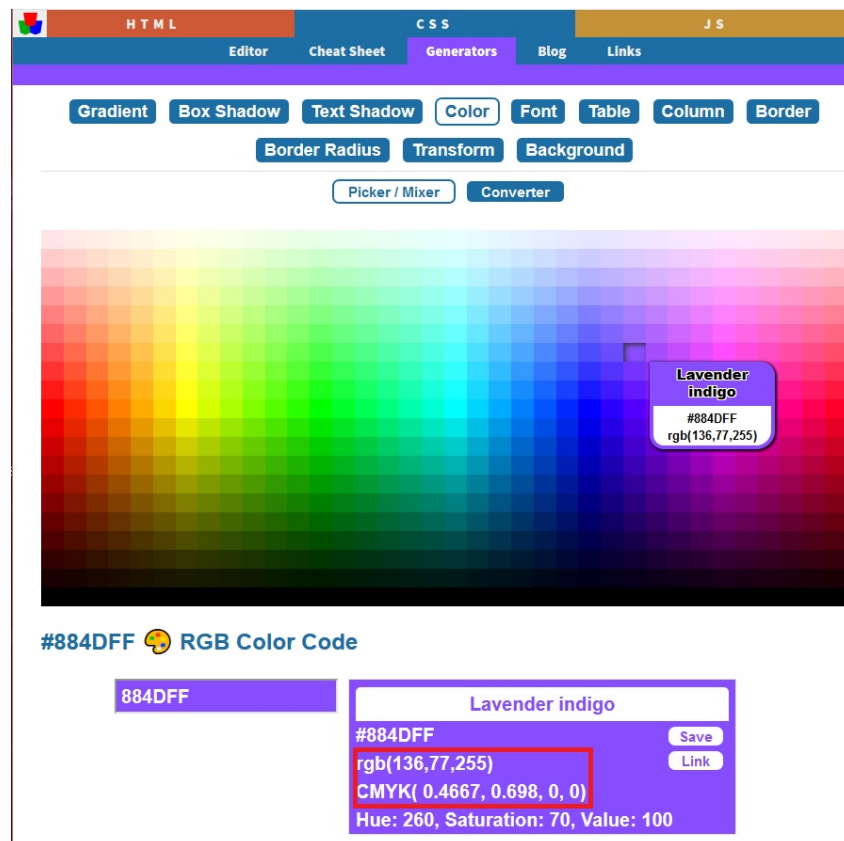 HTML CSS JS
Editor Cheat Sheet Generators Blog Links
Gradient Box Shadow Text Shadow Color Font Table Column Border
Border Radius Transform Background
Picker / Mixer Converter
Lavender
indigo
#884DFF
rgb(136,77,255)
#884DFF 🎨 RGB Color Code
884DFF
Lavender indigo
#884DFF Save
rgb(136,77,255) Link
CMYK( 0.4667, 0.698, 0, 0)
Hue: 260, Saturation: 70, Value: 100